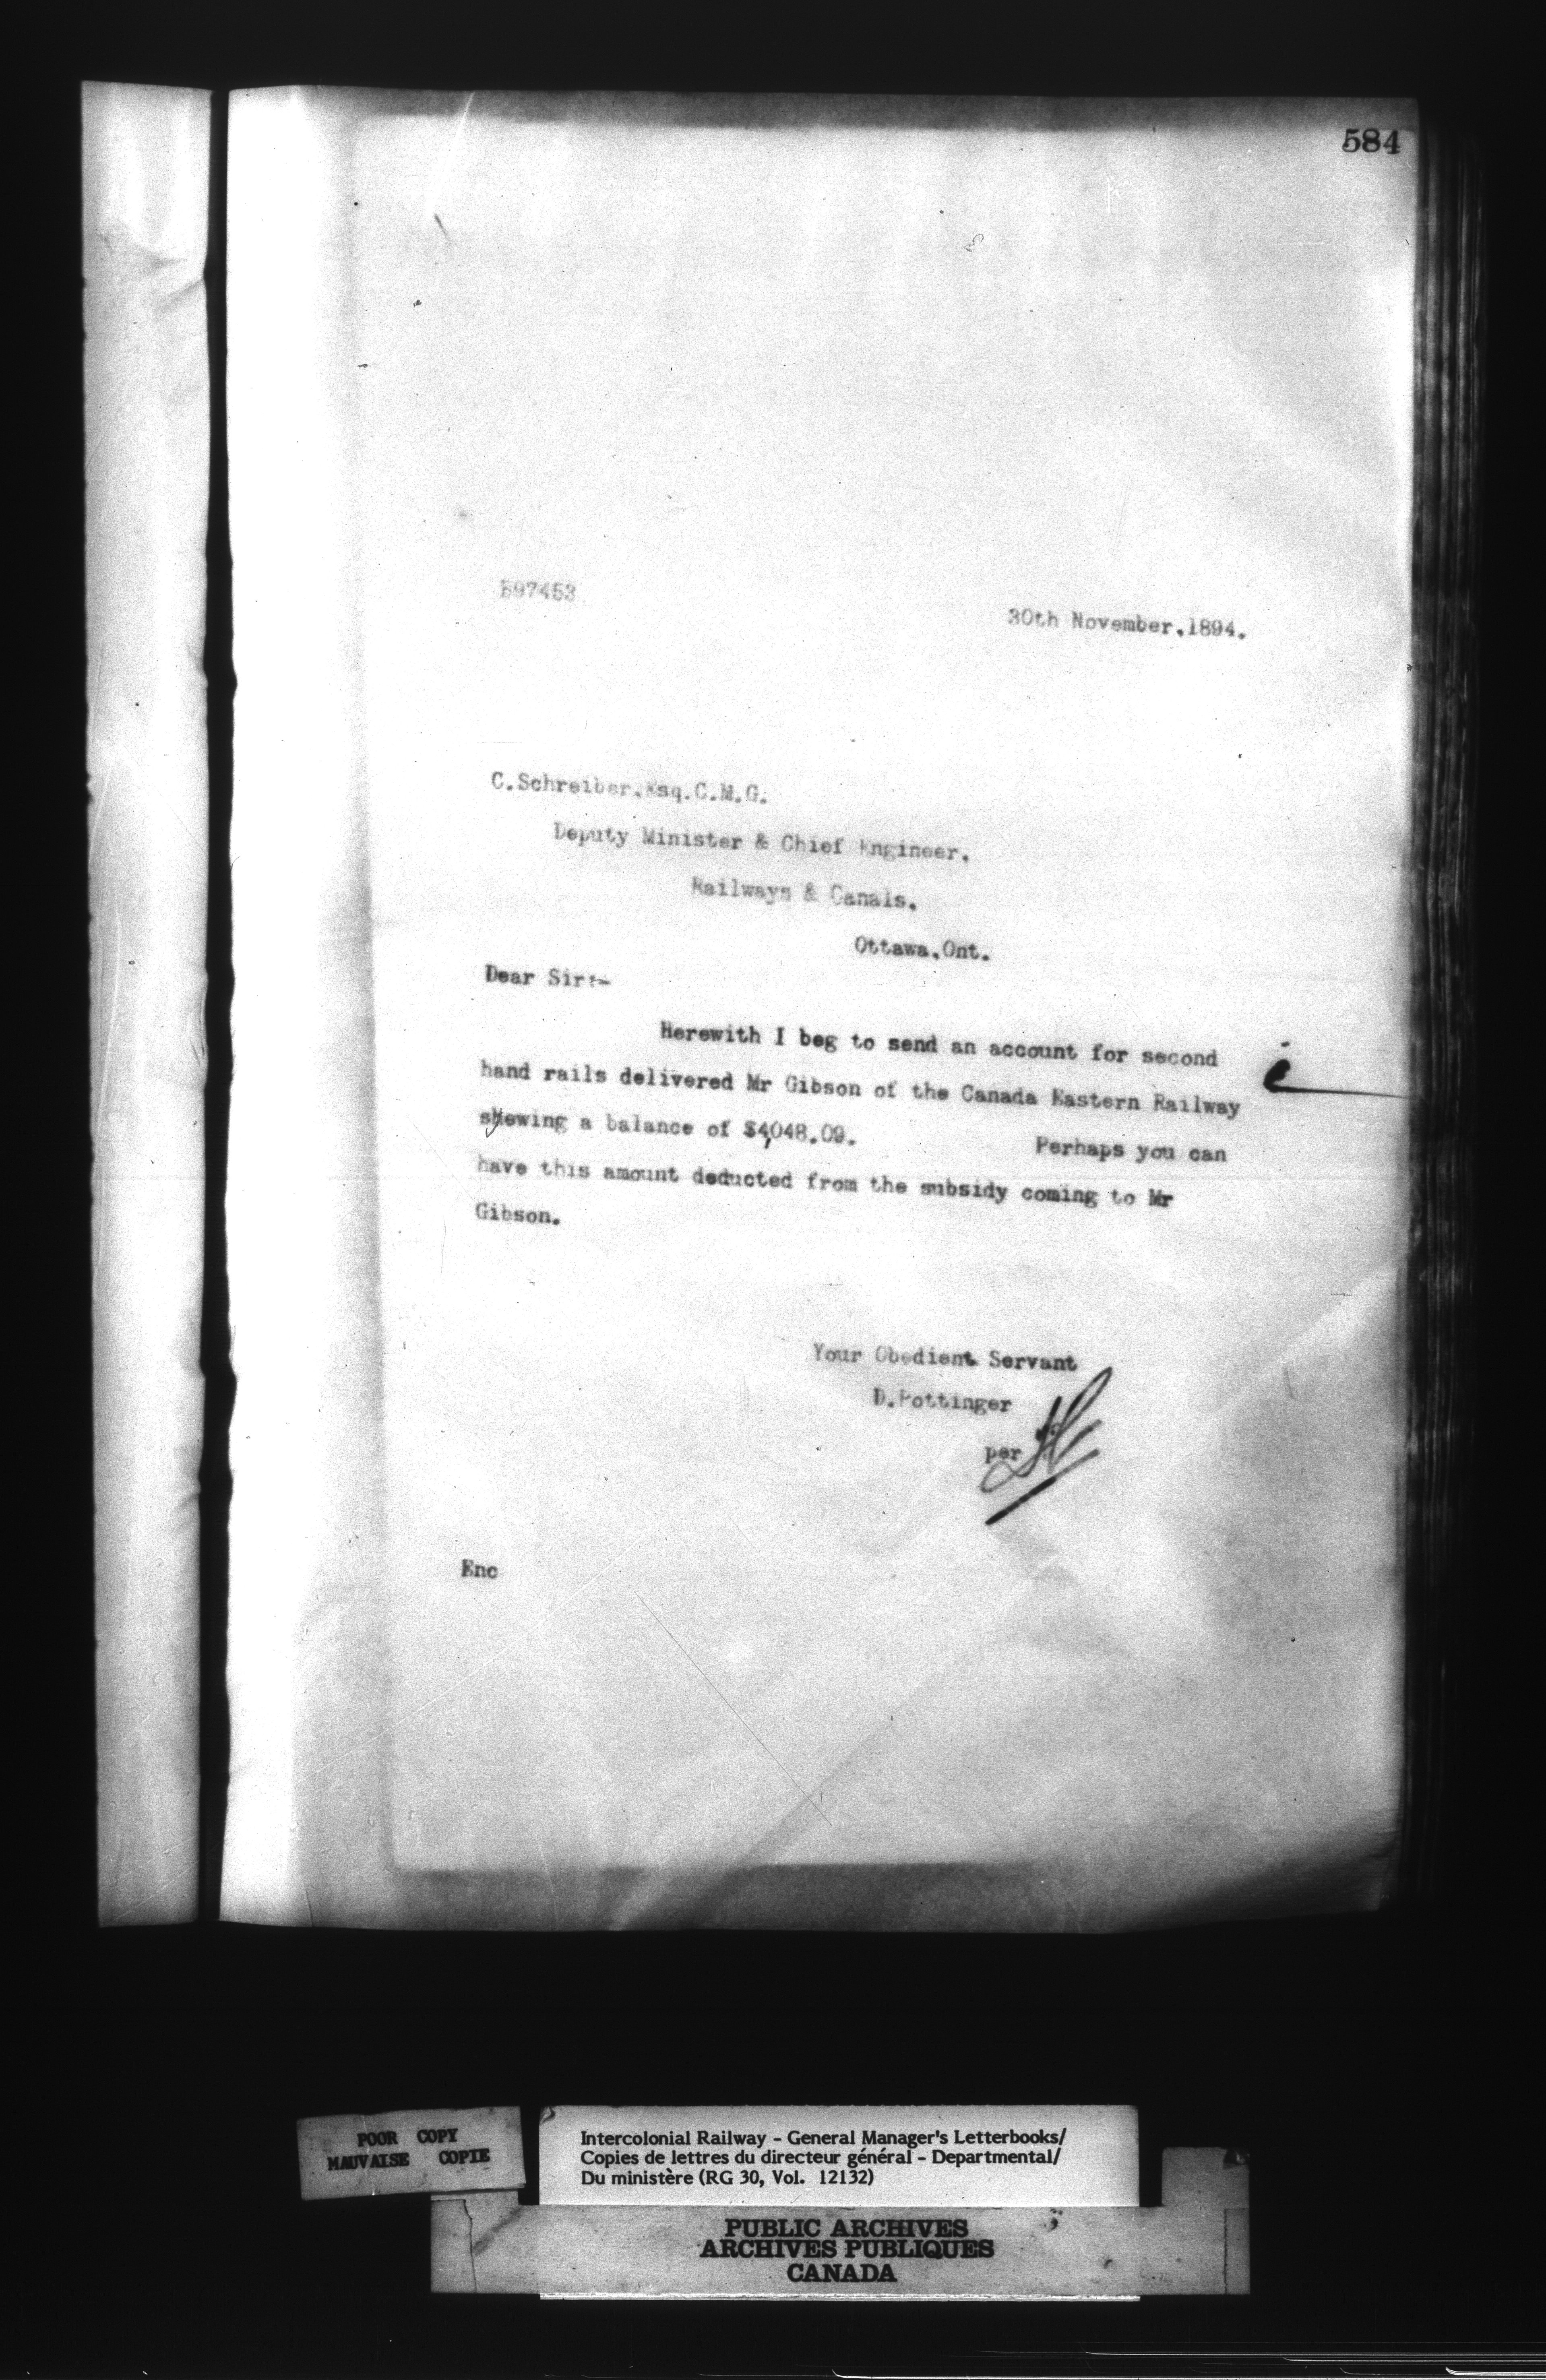 584
B97453
30th November,1894.
C.Schreiber,Esq.C.M.G.
Deputy Minister & Chief Engineer,
Railways & Canals,
Ottawa,Ont.
Dear Sir:-
Herewith I beg to send an account for second
hand rails delivered Mr Gibson of the Canada Eastern Railway
shewing a balance of $4,048.09. Perhaps you can
have this amount deducted from the subsidy coming to Mr
Gibson.
Your Obedient Servant
D.Pottinger
per
Enc
POOR COPY
MAUVAISE COPIE
Intercolonial Railway - General Manager's Letterbooks/
Copies de lettres du directeur général - Departmental/
Du ministère (RG 30, Vol. 12132)
PUBLIC ARCHIVES
ARCHIVES PUBLIQUES
CANADA